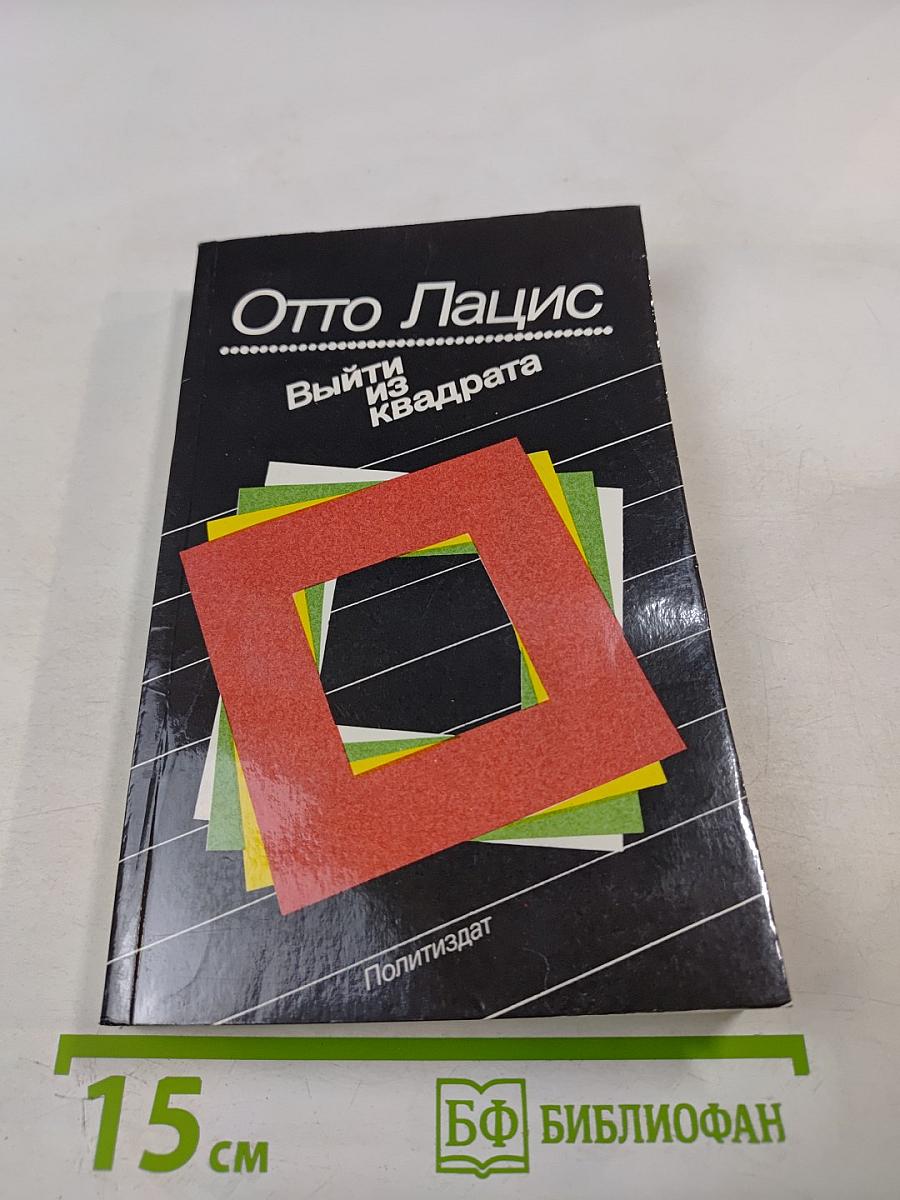 Отто Лацис
Выйти
из
квадрата
Политиздат
15 см
БФ БИБЛИОФАН